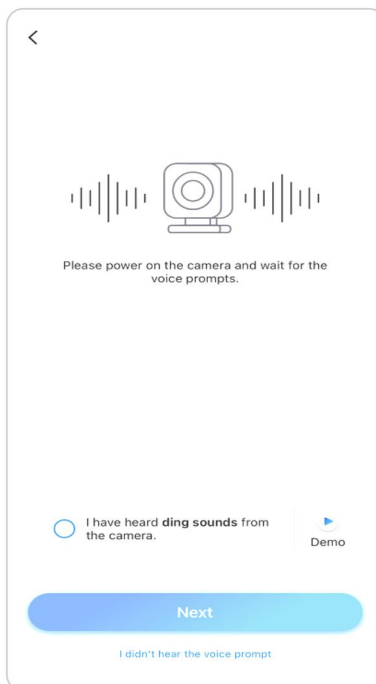 Please power on the camera and wait for the
voice prompts.
I have heard ding sounds from
the camera.
Demo
Next
I didn't hear the voice prompt